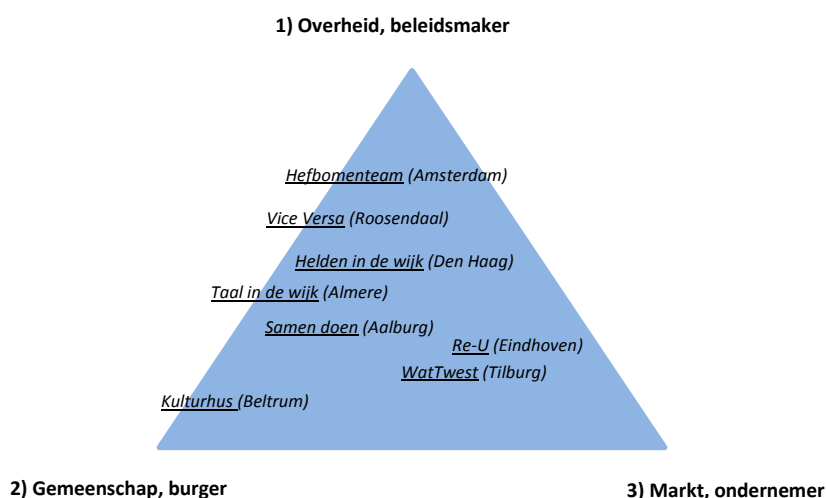 1) Overheid, beleidsmaker
Hefbomenteam (Amsterdam)
Vice Versa (Roosendaal)
Helden in de wijk (Den Haag)
Taal in de wijk (Almere)
Samen doen (Aalburg)
Re-U (Eindhoven)
WatTwest (Tilburg)
Kulturhus (Beltrum)
2) Gemeenschap, burger
3) Markt, ondernemer